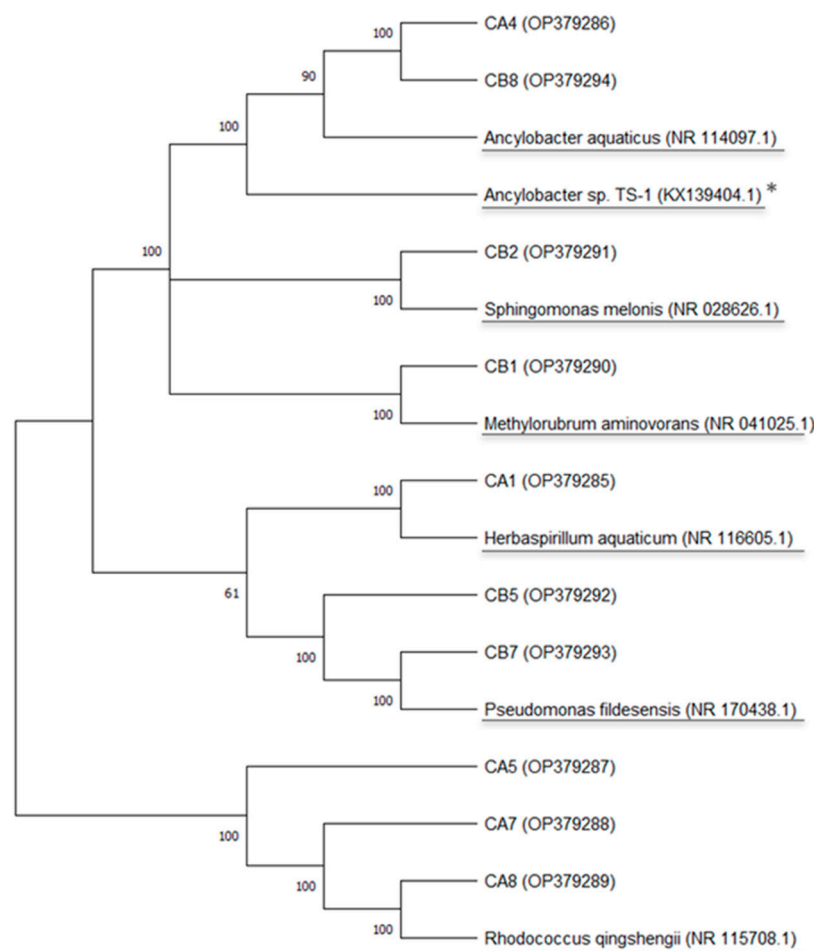 CA4 (OP379286)
100
CB8 (OP379294)
90
Ancylobacter aquaticus (NR 114097.1)
100
Ancylobacter sp. TS-1 (KX139404.1)*
100
CB2 (OP379291)
100
Sphingomonas melonis (NR 028626.1)
CB1 (OP379290)
100
Methylorubrum aminovorans (NR 041025.1)
CA1 (OP379285)
100
Herbaspirillum aquaticum (NR 116605.1)
61
CB5 (OP379292)
100
CB7 (OP379293)
100
Pseudomonas fildesensis (NR 170438.1)
CA5 (OP379287)
100
CA7 (OP379288)
100
CA8 (OP379289)
100
Rhodococcus qingshengii (NR 115708.1)